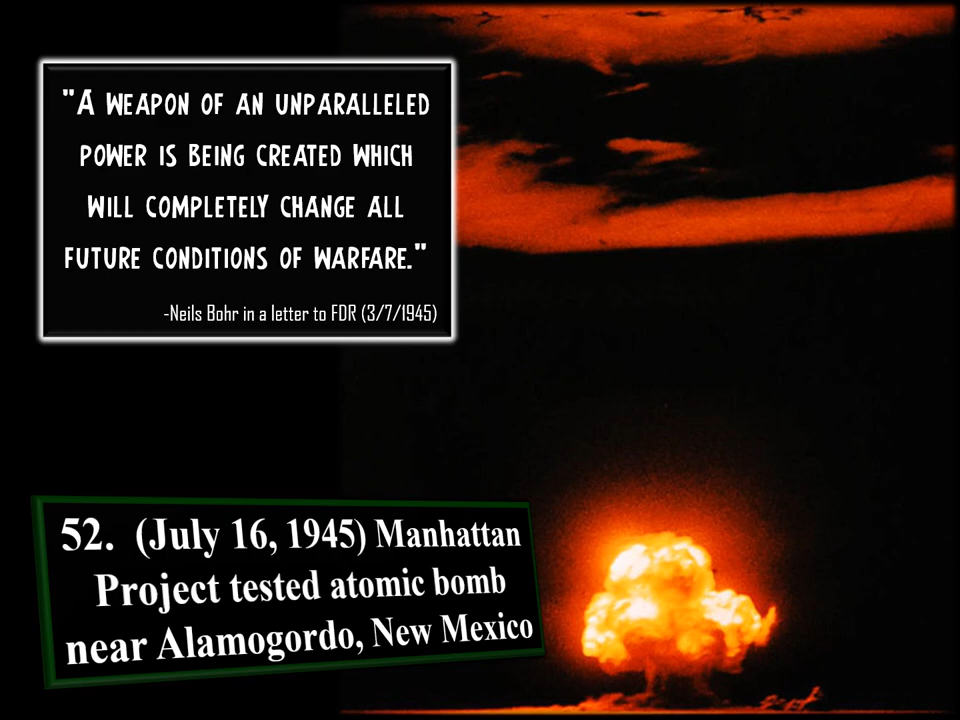 "A weapon of an unparalleled
power is being created which
will completely change all
future conditions of warfare."
-Neils Bohr in a letter to FDR (3/7/1945)
52. (July 16, 1945) Manhattan
Project tested atomic bomb
near Alamogordo, New Mexico